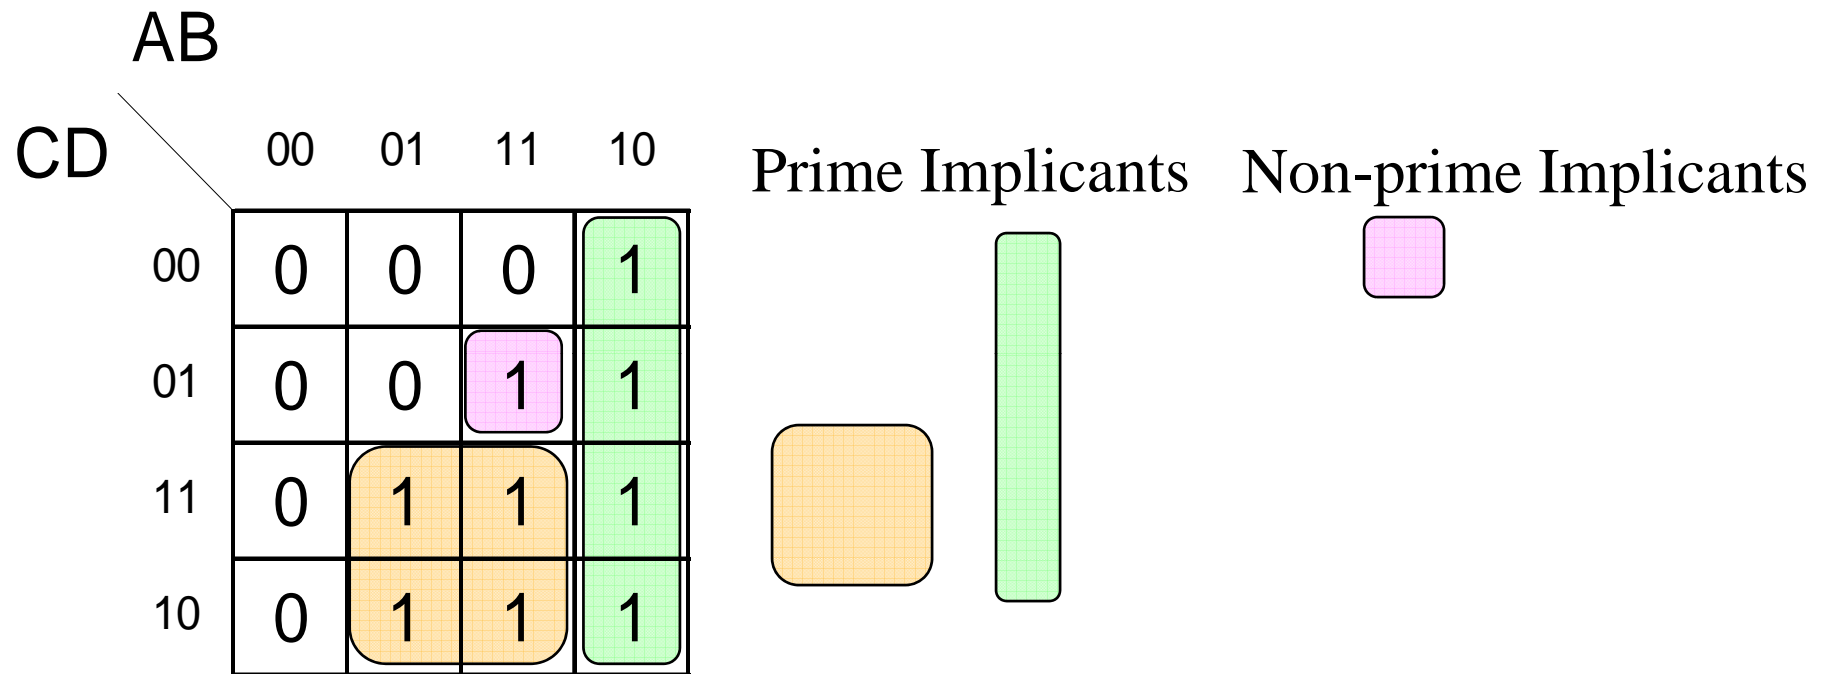 AB
CD 00 01 11 10
Prime Implicants Non-prime Implicants
00 0 0 0 1
01 0 0 1 1
11 0 1 1 1
10 0 1 1 1